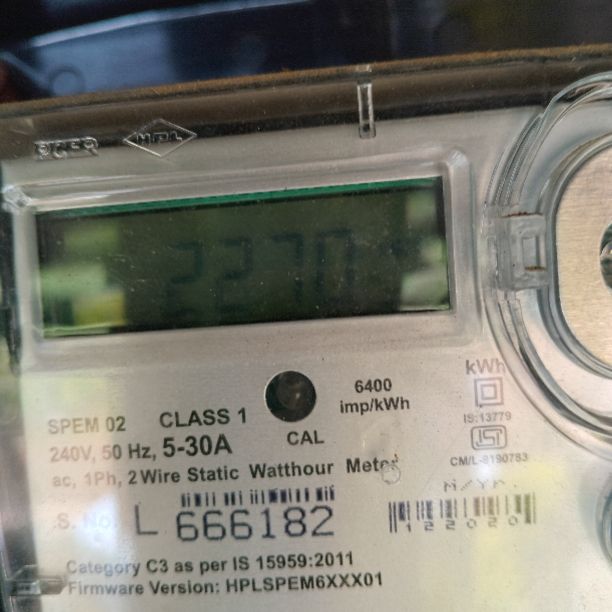 HPL
2270
kWh
6400
imp/kWh
IS:13779
CM/L-8190783
SPEM 02 CLASS 1
CAL
240V, 50 Hz, 5-30A
ac, 1Ph, 2 Wire Static Watthour Meter
M/Yr.
S. No. L 666182
122020
Category C3 as per IS 15959:2011
Firmware Version: HPLSPEM6XXX01